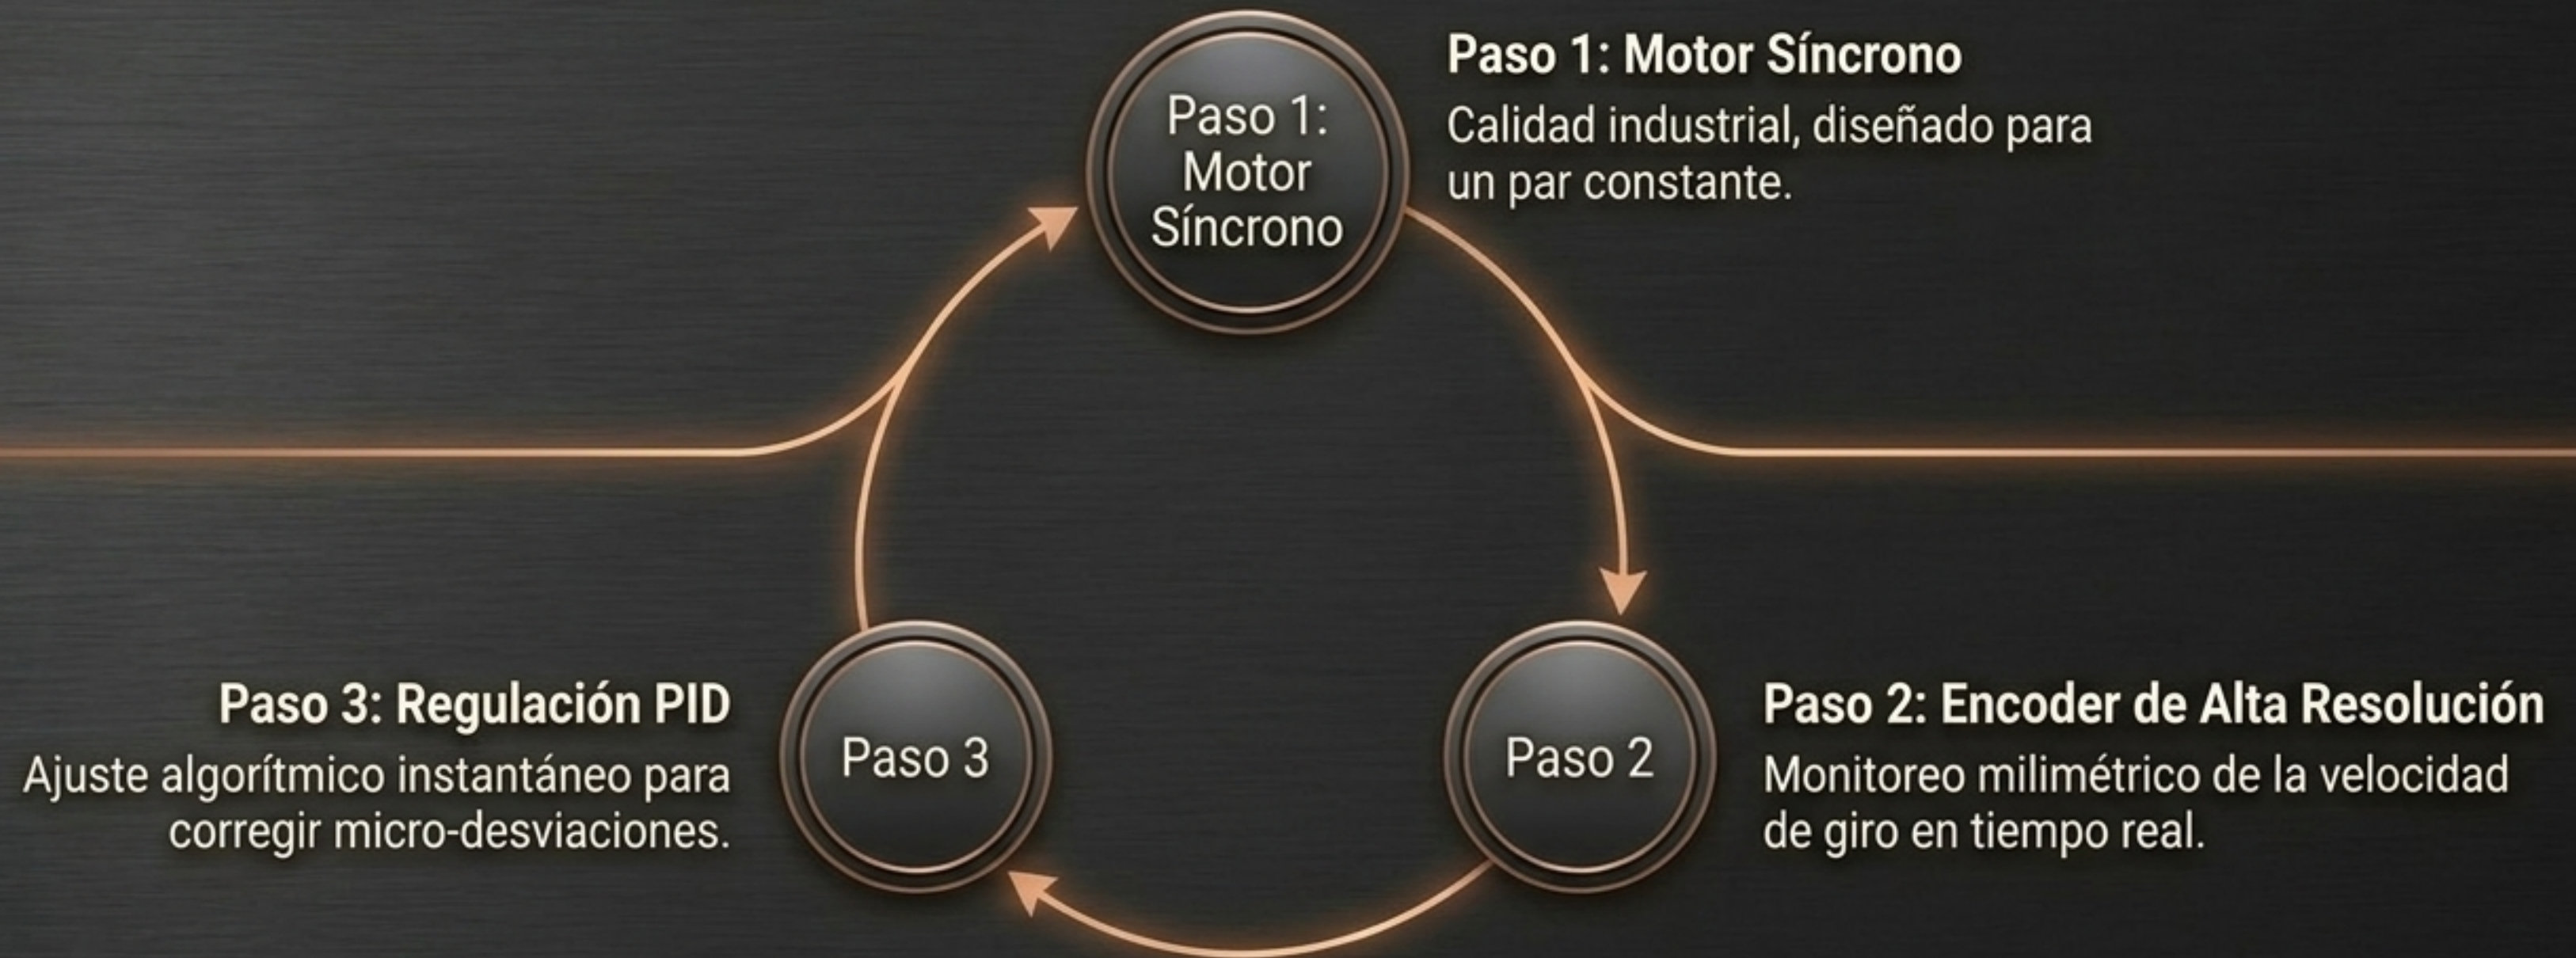 Paso 1:
Motor
Síncrono
Paso 1: Motor Síncrono
Calidad industrial, diseñado para
un par constante.
Paso 3: Regulación PID
Ajuste algorítmico instantáneo para
corregir micro-desviaciones.
Paso 3
Paso 2
Paso 2: Encoder de Alta Resolución
Monitoreo milimétrico de la velocidad
de giro en tiempo real.